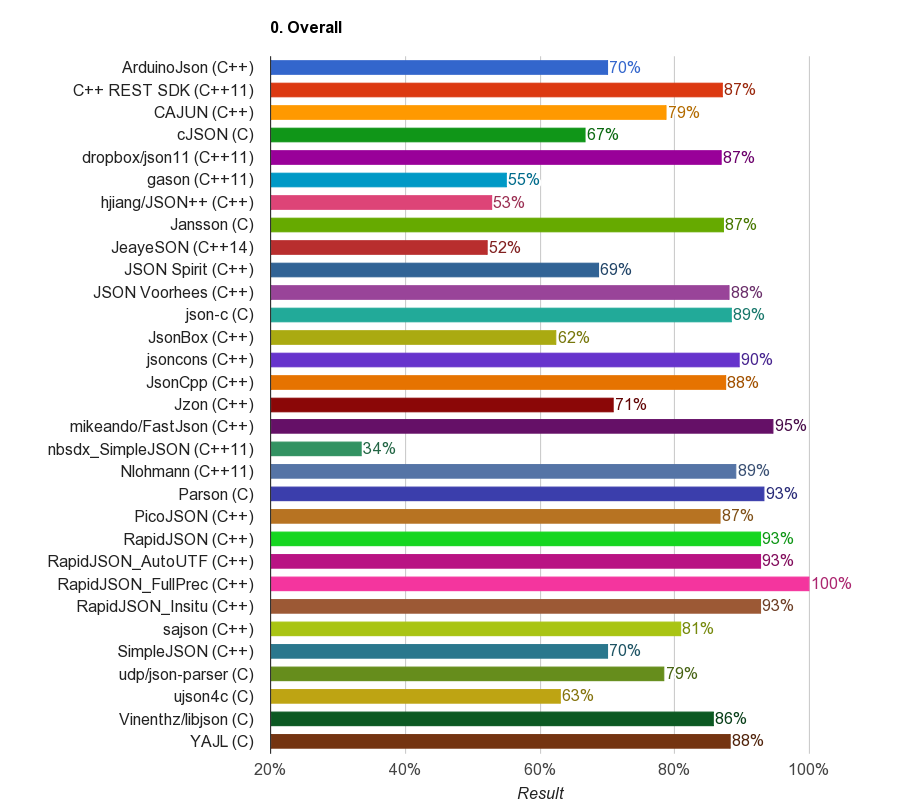 0. Overall
ArduinoJson (C++) 70%
C++ REST SDK (C++11) 87%
CAJUN (C++) 79%
cJSON (C) 67%
dropbox/json11 (C++11) 87%
gason (C++11) 55%
hjiang/JSON++ (C++) 53%
Jansson (C) 87%
JeayeSON (C++14) 52%
JSON Spirit (C++) 69%
JSON Voorhees (C++) 88%
json-c (C) 89%
JsonBox (C++) 62%
jsoncons (C++) 90%
JsonCpp (C++) 88%
Jzon (C++) 71%
mikeando/FastJson (C++) 95%
nbsdx_SimpleJSON (C++11) 34%
Nlohmann (C++11) 89%
Parson (C) 93%
PicoJSON (C++) 87%
RapidJSON (C++) 93%
RapidJSON_AutoUTF (C++) 93%
RapidJSON_FullPrec (C++) 100%
RapidJSON_Insitu (C++) 93%
sajson (C++) 81%
SimpleJSON (C++) 70%
udp/json-parser (C) 79%
ujson4c (C) 63%
Vinenthz/libjson (C) 86%
YAJL (C) 88%
20% 40% 60% 80% 100%
Result